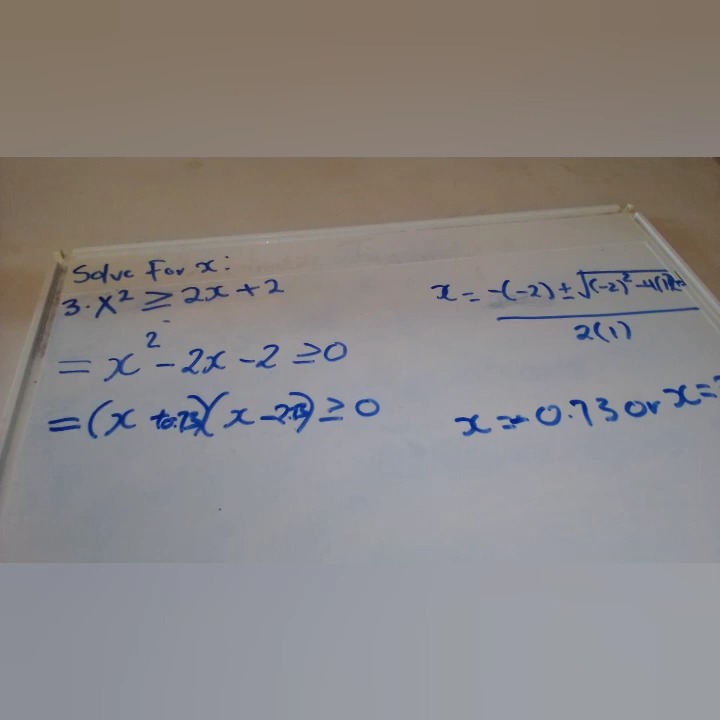 Solve For x:
3. x² ≥ 2x + 2
= x² - 2x - 2 ≥ 0
= (x +0.73)(x - 2.73) ≥ 0
x = -(-2) ± √(-2)² - 4(1)
2(1)
x = - 0.73 or x =